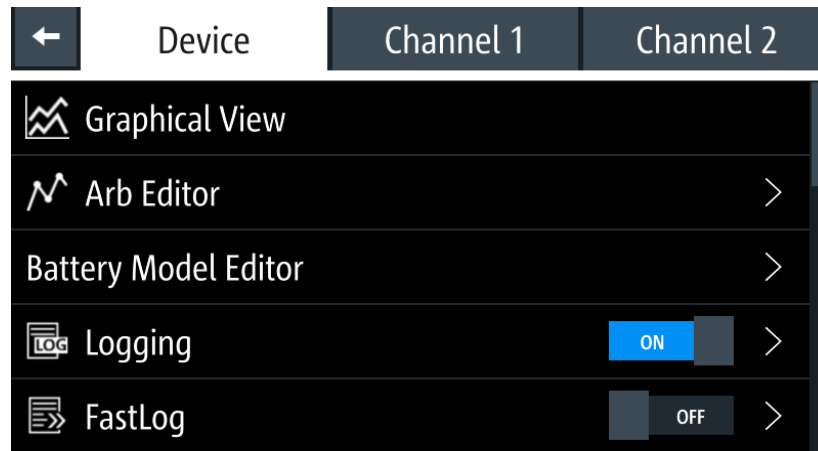 Device Channel 1 Channel 2
Graphical View
Arb Editor
Battery Model Editor
LOG Logging ON
FastLog OFF